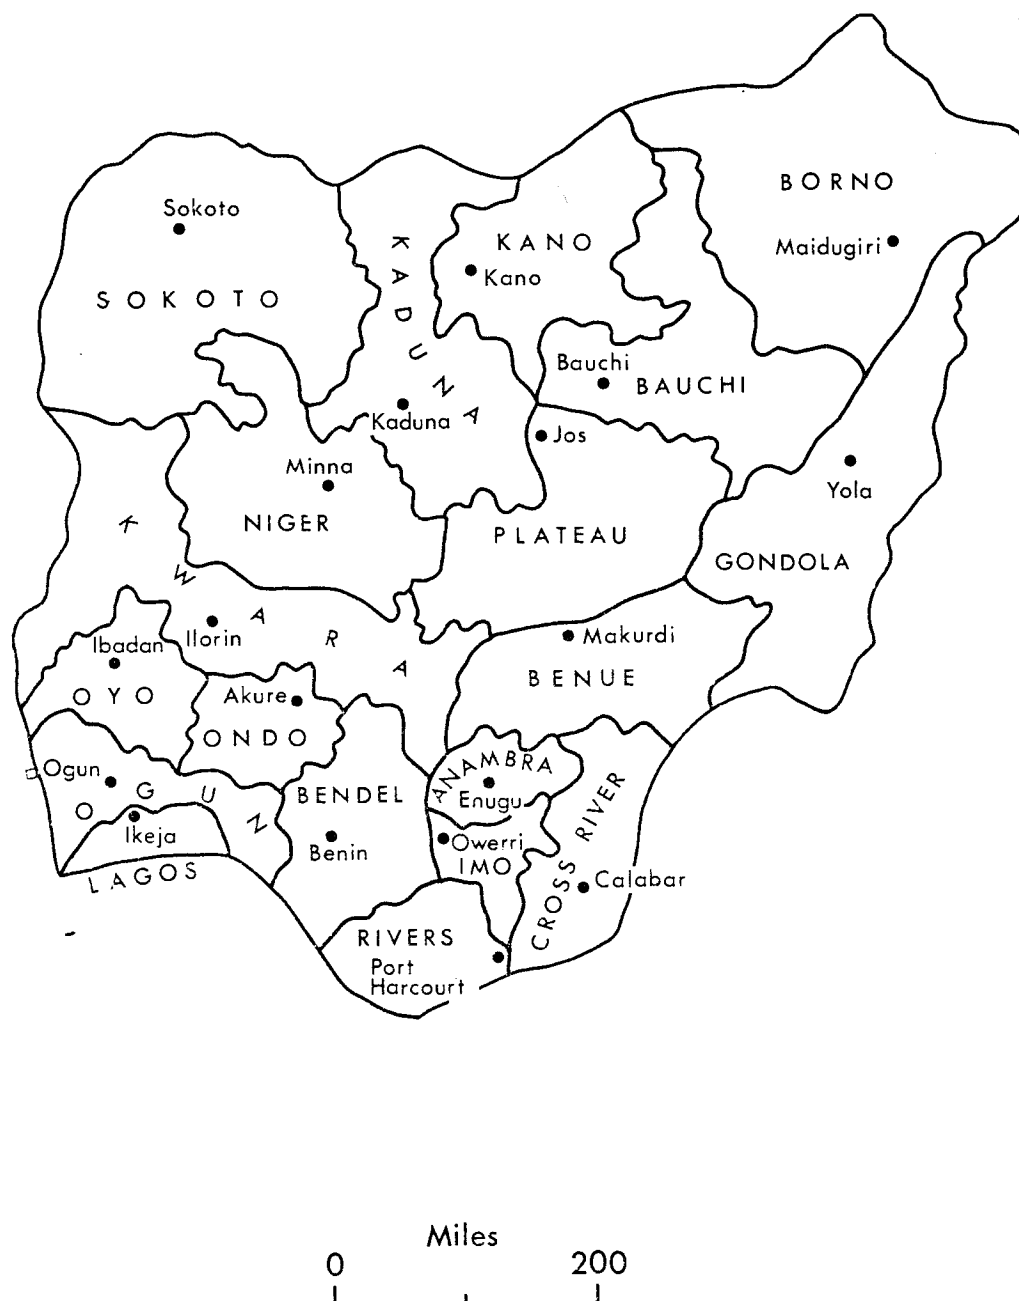 BORNO
Sokoto
KANO
Maidugiri
KADUNA
Kano
SOKOTO
Bauchi
BAUCHI
Kaduna
Jos
Minna
Yola
NIGER
PLATEAU
GONDOLA
KWARA
Ilorin
Makurdi
Ibadan
BENUE
OYO
Akure
ONDO
ANAMBRA
Ogun
OGUN
BENDEL
Enugu
CROSS RIVER
Ikeja
Benin
Owerri
IMO
LAGOS
Calabar
RIVERS
Port
Harcourt
Miles
0 200